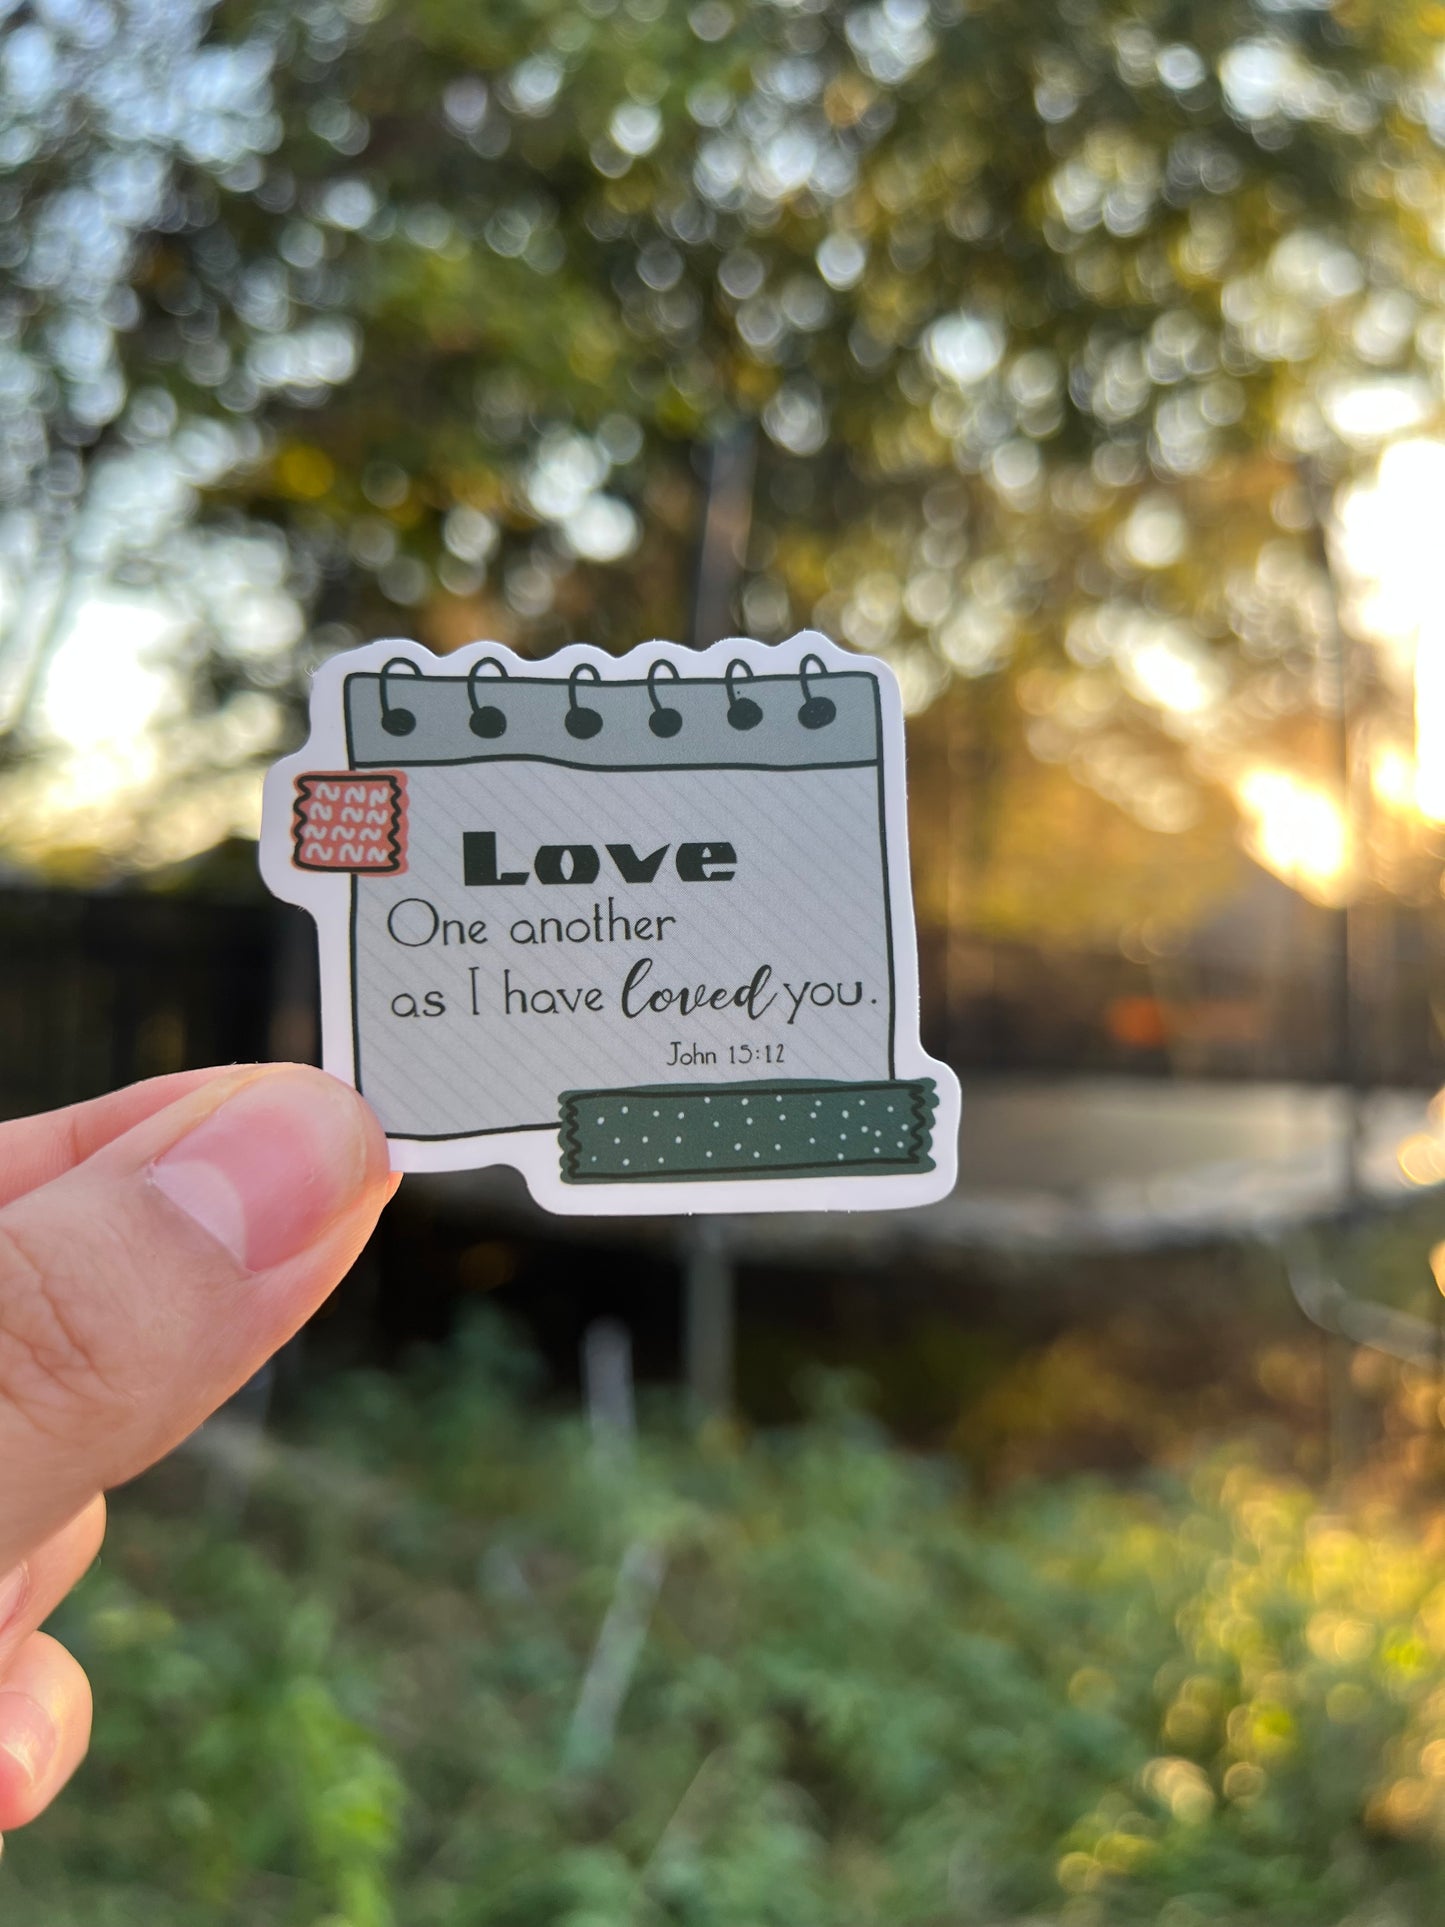 Love
One another
as I have loved you.
John 15:12